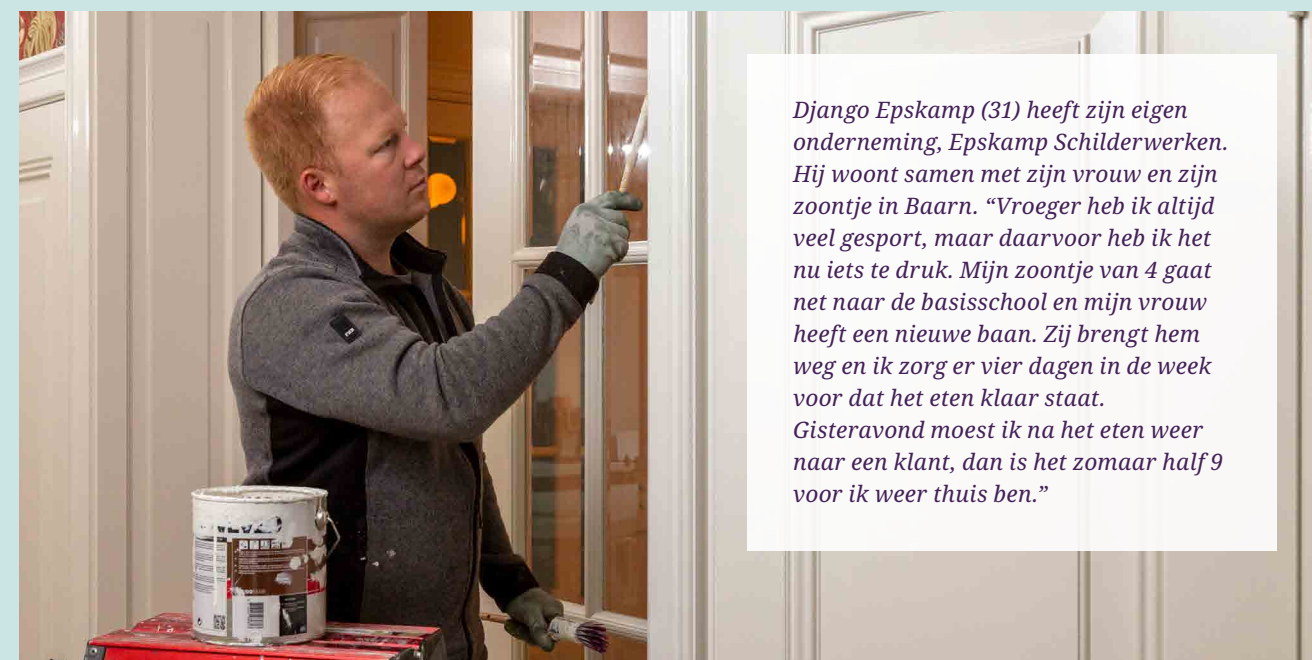 Django Epskamp (31) heeft zijn eigen
onderneming, Epskamp Schilderwerken.
Hij woont samen met zijn vrouw en zijn
zoontje in Baarn. “Vroeger heb ik altijd
veel gesport, maar daarvoor heb ik het
nu iets te druk. Mijn zoontje van 4 gaat
net naar de basisschool en mijn vrouw
heeft een nieuwe baan. Zij brengt hem
weg en ik zorg er vier dagen in de week
voor dat het eten klaar staat.
Gisteravond moest ik na het eten weer
naar een klant, dan is het zomaar half 9
voor ik weer thuis ben.”